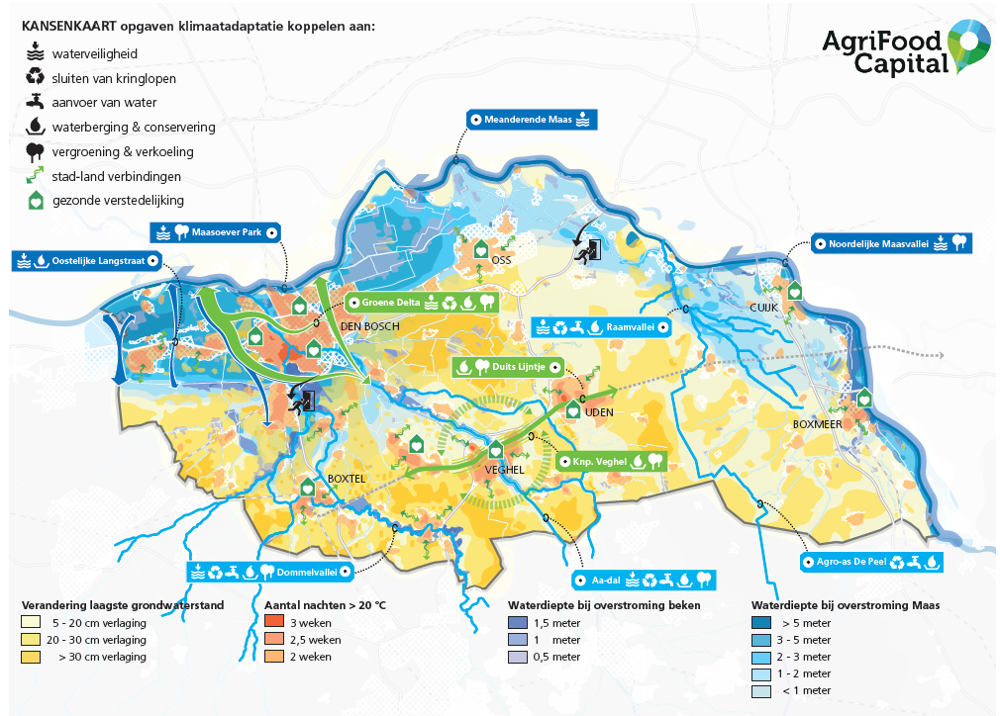 KANSENKAART opgaven klimaatadaptatie koppelen aan:
waterveiligheid
sluiten van kringlopen
aanvoer van water
waterberging & conservering
vergroening & verkoeling
stad-land verbindingen
gezonde verstedelijking
AgriFood
Capital
Meanderende Maas
Maasoever Park
Oostelijke Langstraat
Noordelijke Maasvallei
OSS
Groene Delta
DEN BOSCH
CUIJK
Raamvallei
Duits Lijntje
UDEN
BOXMEER
Knp. Veghel
VEGHEL
BOXTEL
Dommelvallei
Aa-dal
Agro-as De Peel
Verandering laagste grondwaterstand
5 - 20 cm verlaging
20 - 30 cm verlaging
> 30 cm verlaging
Aantal nachten > 20 °C
3 weken
2,5 weken
2 weken
Waterdiepte bij overstroming beken
1,5 meter
1 meter
0,5 meter
Waterdiepte bij overstroming Maas
> 5 meter
3 - 5 meter
2 - 3 meter
1 - 2 meter
< 1 meter